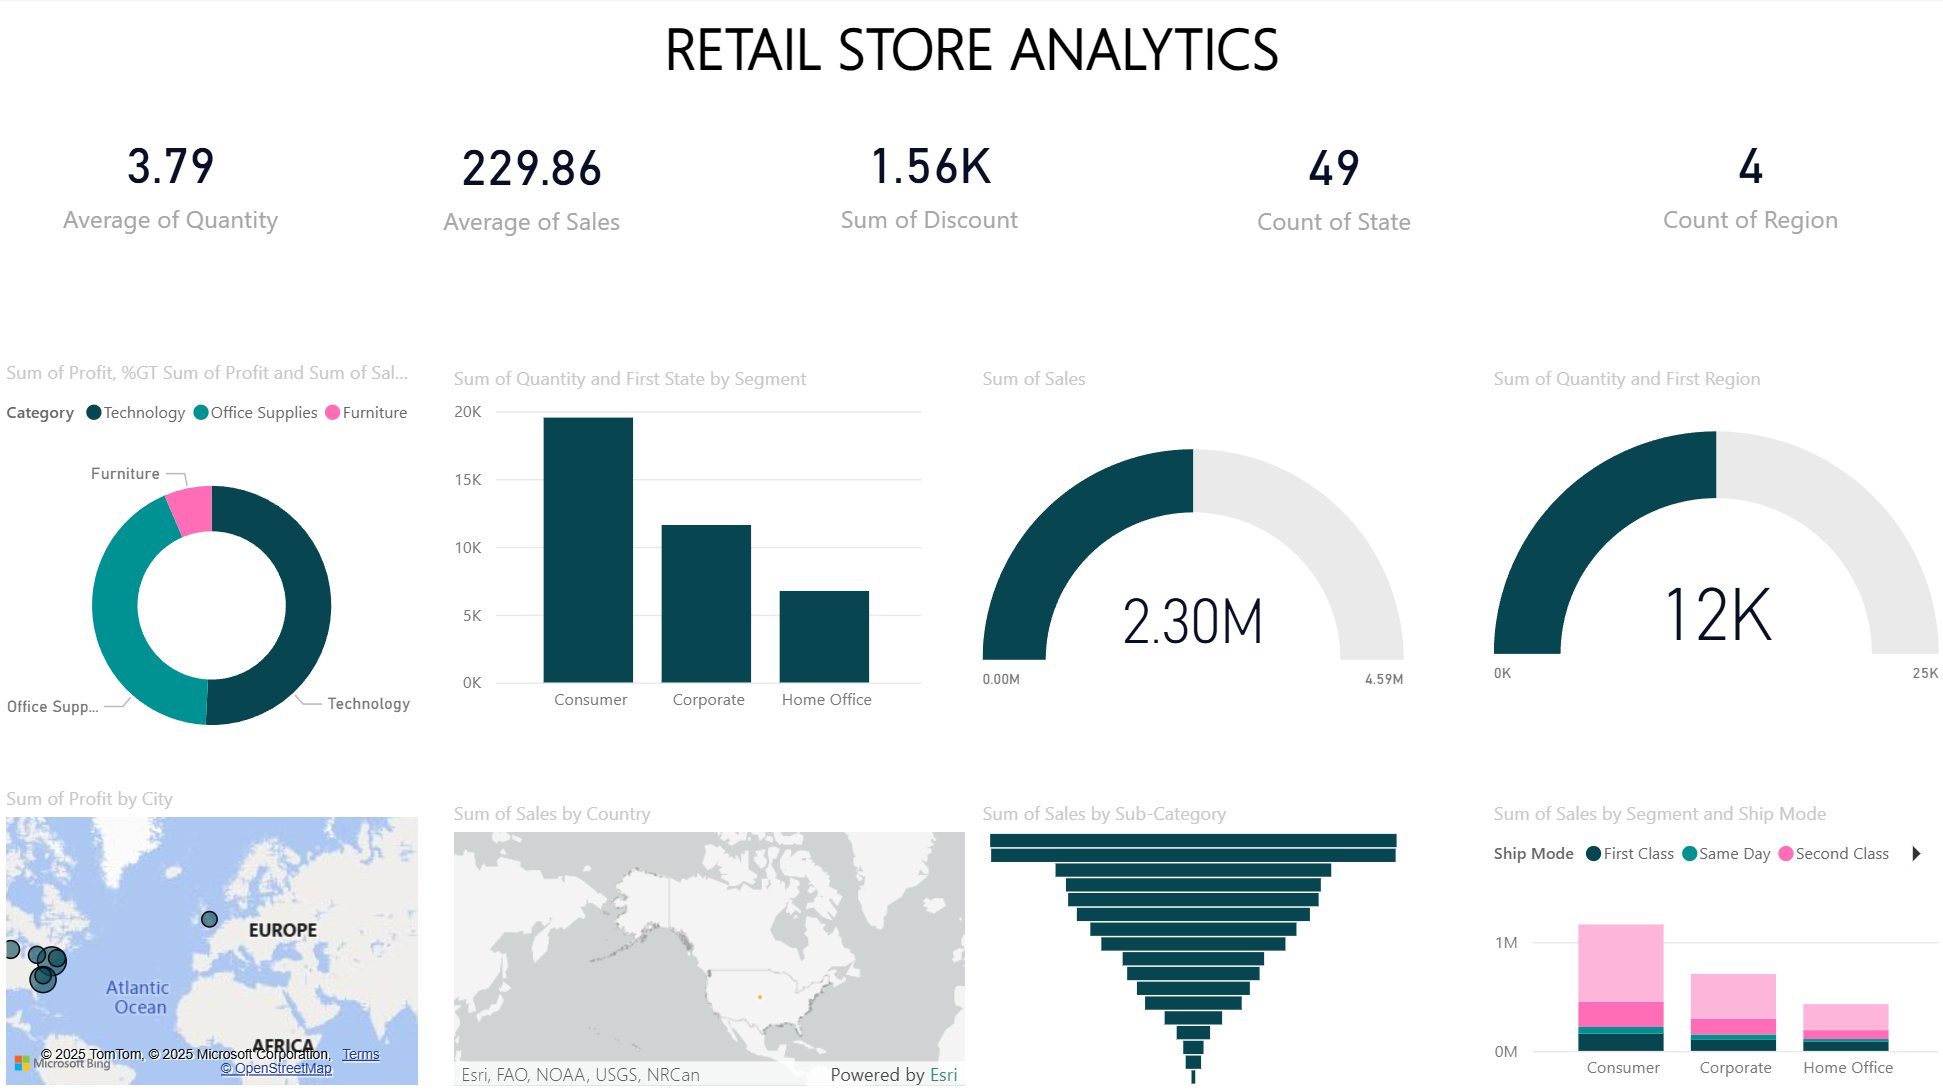 RETAIL STORE ANALYTICS
3.79
Average of Quantity
229.86
Average of Sales
1.56K
Sum of Discount
49
Count of State
4
Count of Region
Sum of Profit, %GT Sum of Profit and Sum of Sal...
Category Technology Office Supplies Furniture
Furniture
Office Supp...
Technology
Sum of Quantity and First State by Segment
20K
15K
10K
5K
0K
Consumer Corporate Home Office
Sum of Sales
2.30M
0.00M 4.59M
Sum of Quantity and First Region
12K
0K 25K
Sum of Profit by City
EUROPE
Atlantic
Ocean
AFRICA
© 2025 TomTom, © 2025 Microsoft Corporation, Terms
Microsoft Bing
© OpenStreetMap
Sum of Sales by Country
Esri, FAO, NOAA, USGS, NRCan Powered by Esri
Sum of Sales by Sub-Category
Sum of Sales by Segment and Ship Mode
Ship Mode First Class Same Day Second Class
1M
0M
Consumer Corporate Home Office